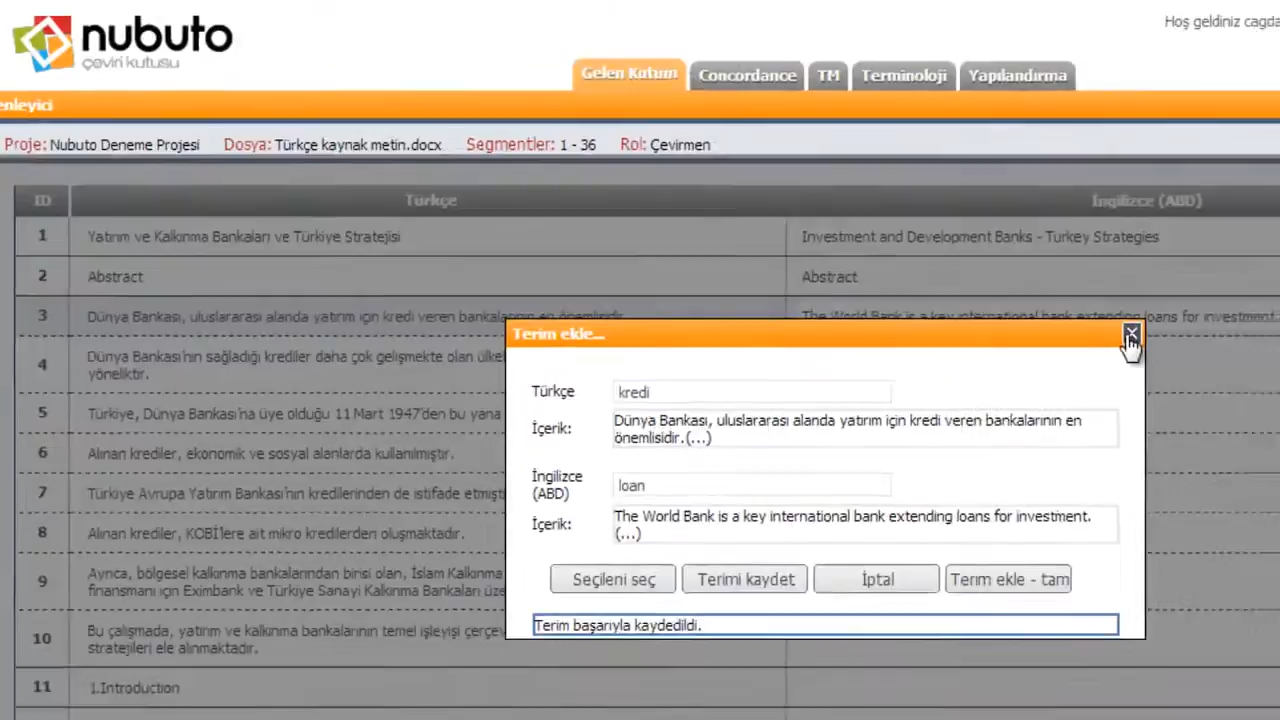 nubuto
çeviri kutusu
Hoş geldiniz cagda
Gelen Kutum
Concordance
TM
Terminoloji
Yapılandırma
enleyici
Proje: Nubuto Deneme Projesi Dosya: Türkçe kaynak metin.docx Segmentler: 1 - 36 Rol: Çevirmen
ID Türkçe İngilizce (ABD)
1 Yatırım ve Kalkınma Bankaları ve Türkiye Stratejisi Investment and Development Banks - Turkey Strategies
2 Abstract Abstract
3 Dünya Bankası, uluslararası alanda yatırım için kredi veren bankalarının en önemlisidir. The World Bank is a key international bank extending loans for investment.
4 Dünya Bankası'nın sağladığı krediler daha çok gelişmekte olan ülkel
yöneliktir.
5 Türkiye, Dünya Bankası'na üye olduğu 11 Mart 1947'den bu yana
6 Alınan krediler, ekonomik ve sosyal alanlarda kullanılmıştır.
7 Türkiye Avrupa Yatırım Bankası'nın kredilerinden de istifade etmişti
8 Alınan krediler, KOBİ'lere ait mikro kredilerden oluşmaktadır.
9 Ayrıca, bölgesel kalkınma bankalarından birisi olan, İslam Kalkınma
finansmanı için Eximbank ve Türkiye Sanayi Kalkınma Bankaları üze
10 Bu çalışmada, yatırım ve kalkınma bankalarının temel işleyişi çerçev
stratejileri ele alınmaktadır.
11 1.Introduction
Terim ekle...
Türkçe kredi
İçerik: Dünya Bankası, uluslararası alanda yatırım için kredi veren bankalarının en
önemlisidir.(...)
İngilizce
(ABD) loan
İçerik: The World Bank is a key international bank extending loans for investment.
(...)
Seçileni seç Terimi kaydet İptal Terim ekle - tam
Terim başarıyla kaydedildi.